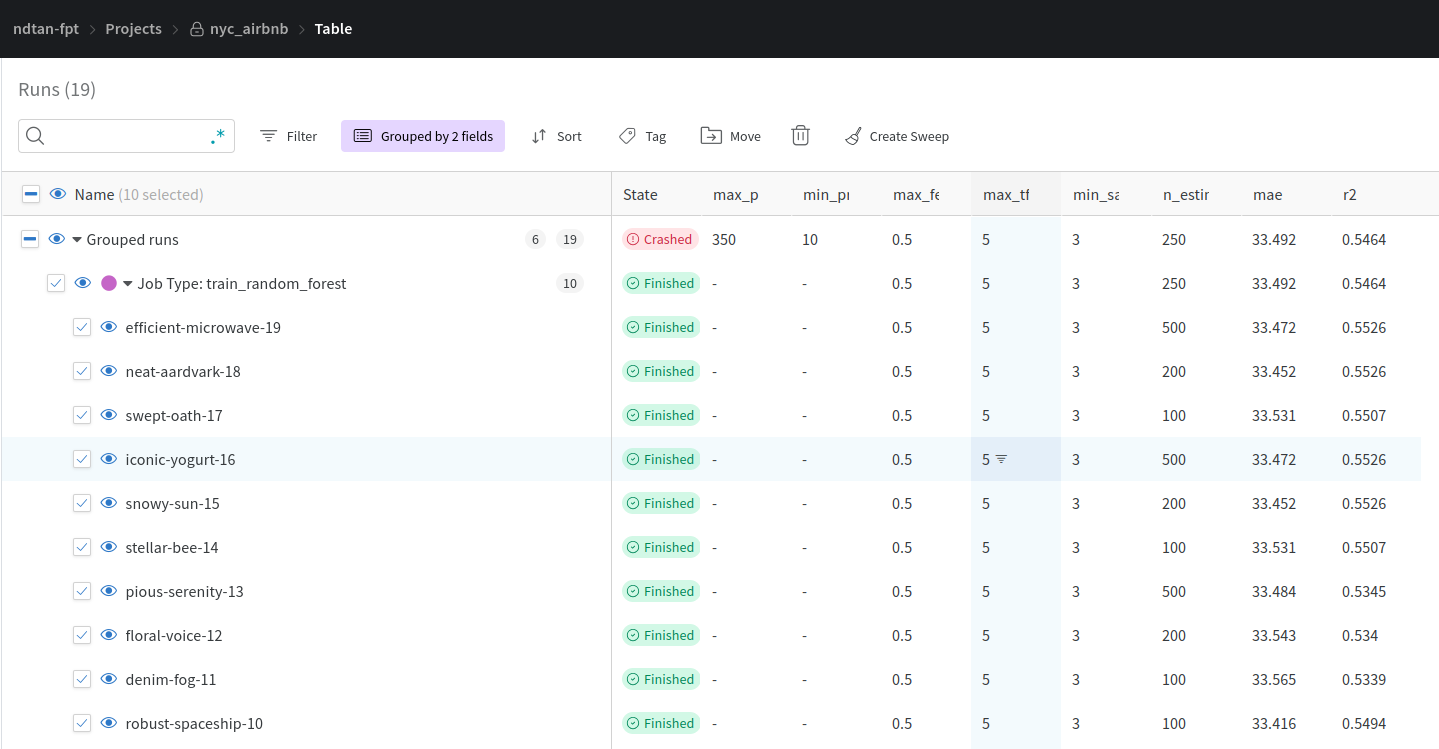 ndtan-fpt > Projects > nyc_airbnb > Table
Runs (19)
.* Filter Grouped by 2 fields Sort Tag Move Create Sweep
Name (10 selected) State max_p min_pr max_fe max_tf min_sa n_estir mae r2
Grouped runs 6 19 Crashed 350 10 0.5 5 3 250 33.492 0.5464
Job Type: train_random_forest 10 Finished - - 0.5 5 3 250 33.492 0.5464
efficient-microwave-19 Finished - - 0.5 5 3 500 33.472 0.5526
neat-aardvark-18 Finished - - 0.5 5 3 200 33.452 0.5526
swept-oath-17 Finished - - 0.5 5 3 100 33.531 0.5507
iconic-yogurt-16 Finished - - 0.5 5 3 500 33.472 0.5526
snowy-sun-15 Finished - - 0.5 5 3 200 33.452 0.5526
stellar-bee-14 Finished - - 0.5 5 3 100 33.531 0.5507
pious-serenity-13 Finished - - 0.5 5 3 500 33.484 0.5345
floral-voice-12 Finished - - 0.5 5 3 200 33.543 0.534
denim-fog-11 Finished - - 0.5 5 3 100 33.565 0.5339
robust-spaceship-10 Finished - - 0.5 5 3 100 33.416 0.5494